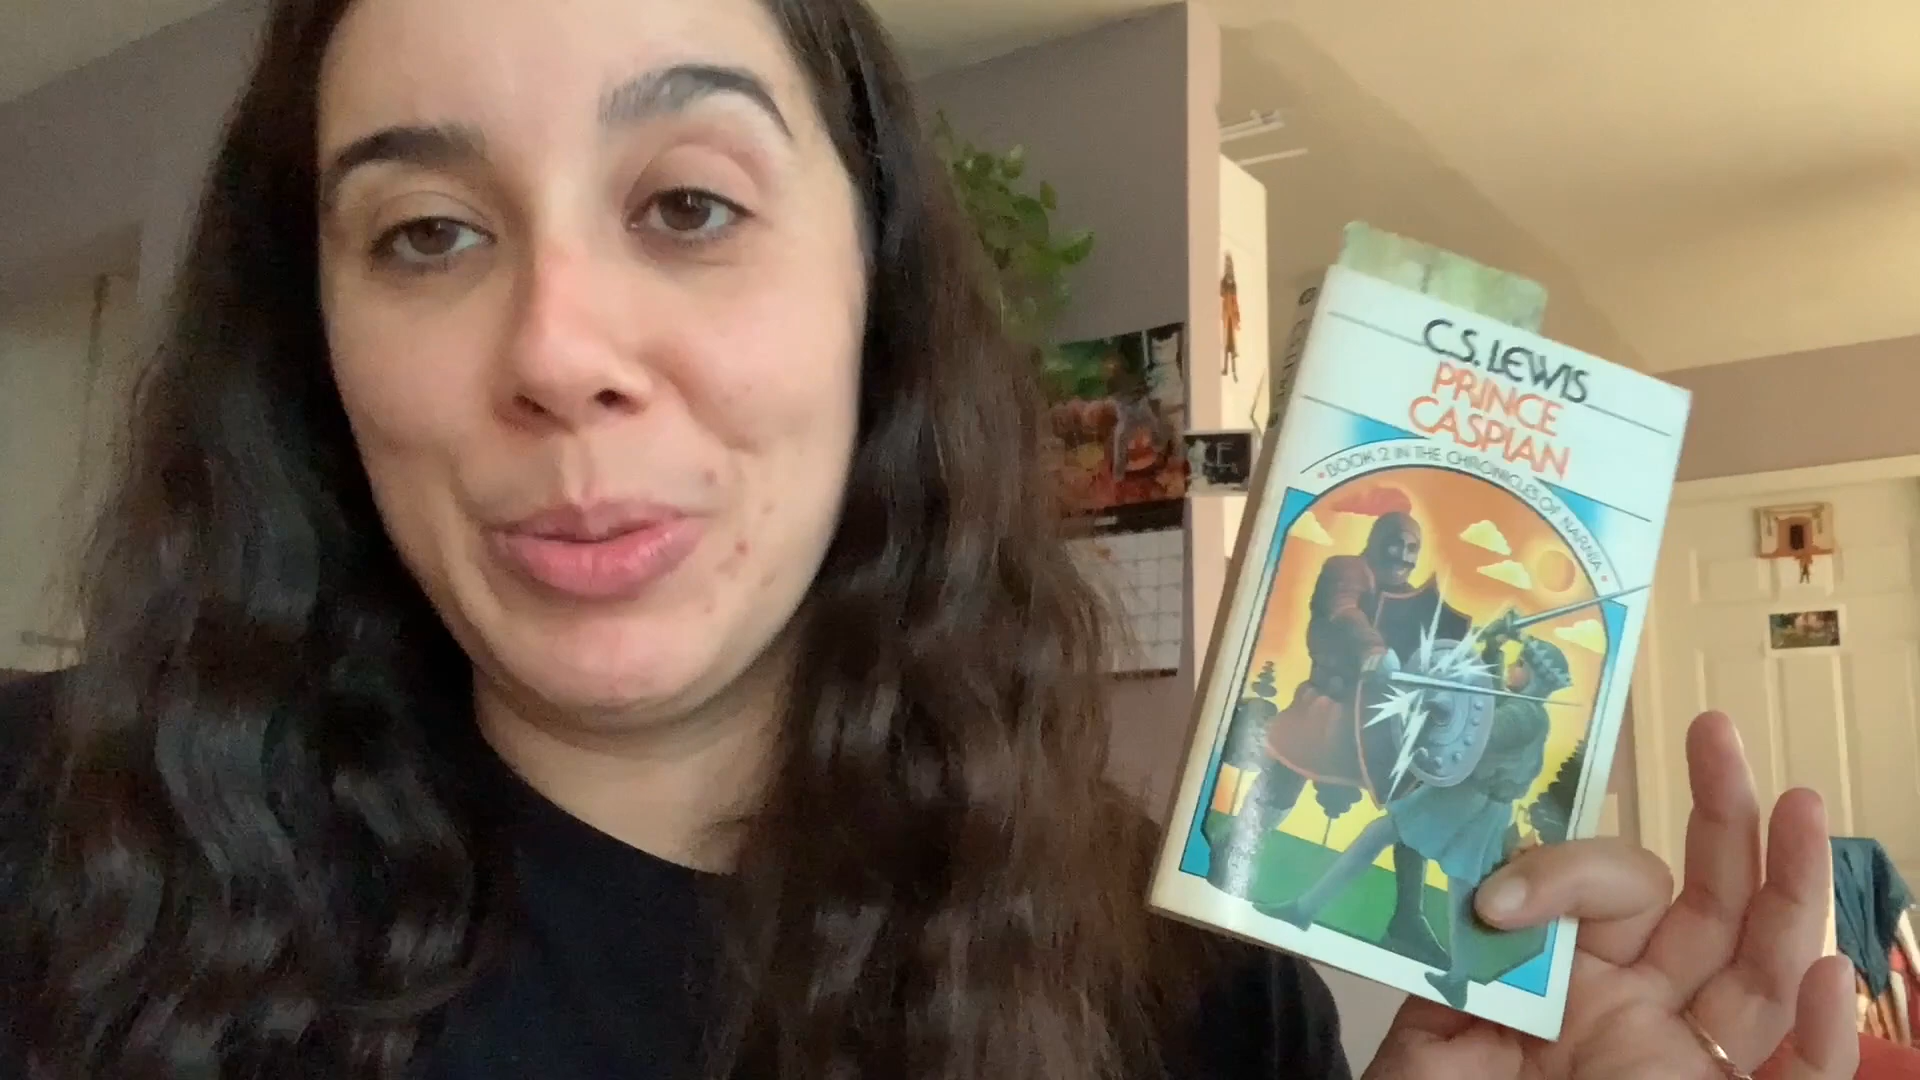 C.S. LEWIS
PRINCE
CASPIAN
• BOOK 2 IN THE CHRONICLES OF NARNIA •